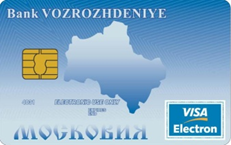 Bank VOZROZHDENIYE
ELECTRONIC USE ONLY
МОСКОВИЯ
VISA
Electron